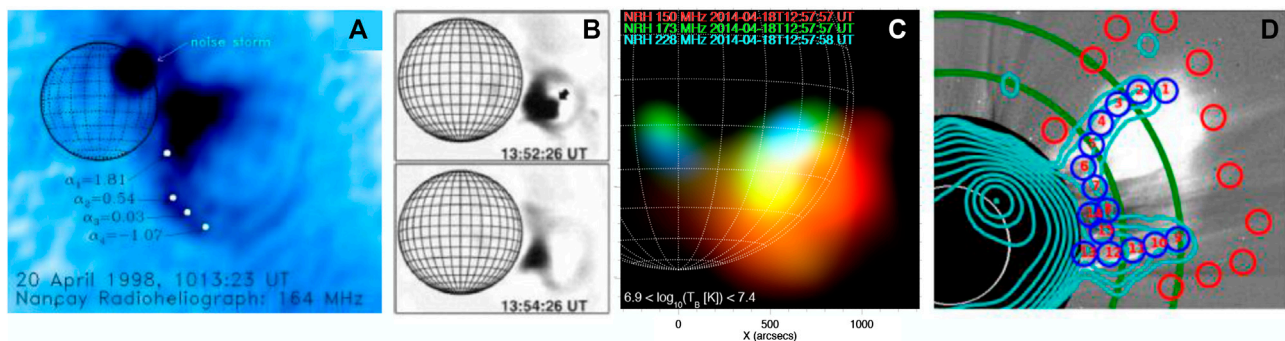 A
noise storm
α₁=1.81
α₂=0.54
α₃=0.03
α₄=−1.07
20 April 1998, 1013:23 UT
Nançay Radioheliograph: 164 MHz
B
13:52:26 UT
13:54:26 UT
NRH 150 MHz 2014-04-18T12:57:57 UT
NRH 173 MHz 2014-04-18T12:57:57 UT
NRH 228 MHz 2014-04-18T12:57:58 UT
C
6.9 < log₁₀(T_B [K]) < 7.4
0 500 1000
X (arcsecs)
D
1
2
3
4
5
6
7
8
9
10
11
12
13